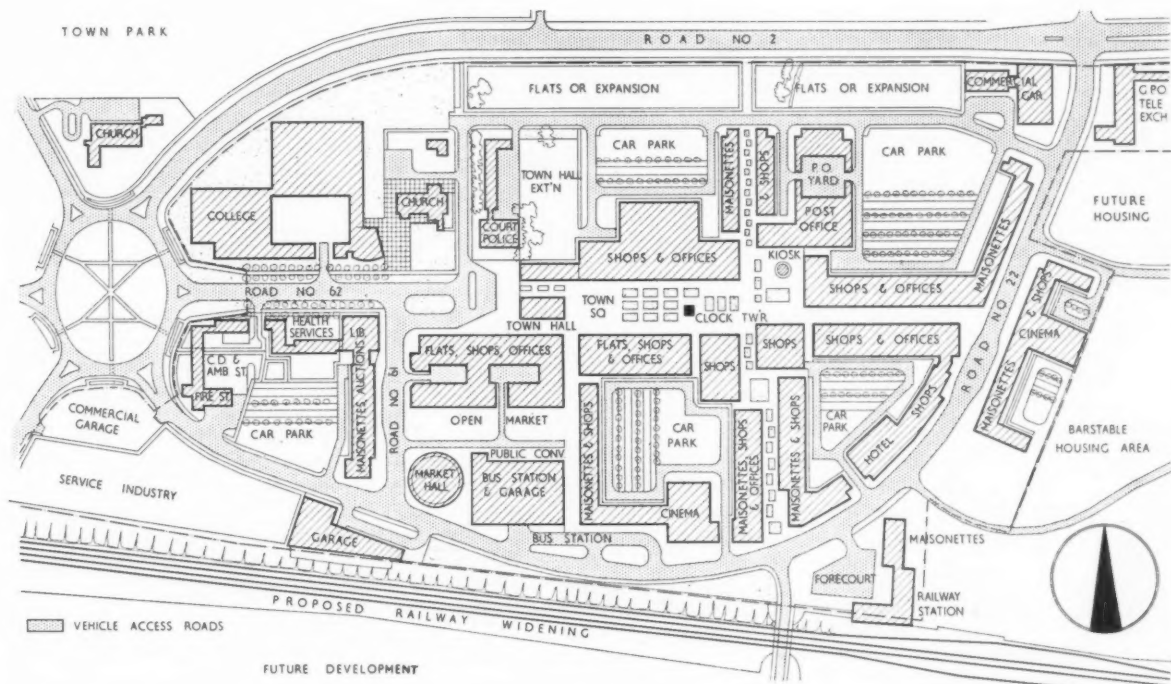 TOWN PARK
ROAD NO 2
FLATS OR EXPANSION
FLATS OR EXPANSION
COMMERCIAL
GAR.
G P O
TELE
EXCH
CHURCH
CAR PARK
MAISONETTES
& SHOPS
P.O.
YARD
CAR PARK
TOWN HALL
EXT'N
COLLEGE
CHURCH
COURT
POLICE
POST
OFFICE
FUTURE
HOUSING
MAISONETTES
SHOPS & OFFICES
KIOSK
SHOPS & OFFICES
ROAD NO 62
TOWN
SQ
CLOCK TW'R
ROAD NO 22
& SHOPS
CINEMA
MAISONETTES
HEALTH
SERVICES
LIB.
TOWN HALL
FLATS, SHOPS, OFFICES
FLATS, SHOPS
& OFFICES
SHOPS
SHOPS
SHOPS & OFFICES
C.D &
AMB ST.
FIRE ST.
MAISONETTES, AUCTIONS
ROAD NO 61
COMMERCIAL
GARAGE
CAR PARK
OPEN MARKET
MAISONETTES & SHOPS
CAR
PARK
MAISONETTES, SHOPS
& OFFICES
MAISONETTES & SHOPS
CAR
PARK
HOTEL
SHOPS
BARSTABLE
HOUSING AREA
PUBLIC CONV
SERVICE INDUSTRY
MARKET
HALL
BUS STATION
& GARAGE
CINEMA
GARAGE
BUS STATION
MAISONETTES
FORECOURT
RAILWAY
STATION
PROPOSED RAILWAY WIDENING
VEHICLE ACCESS ROADS
FUTURE DEVELOPMENT